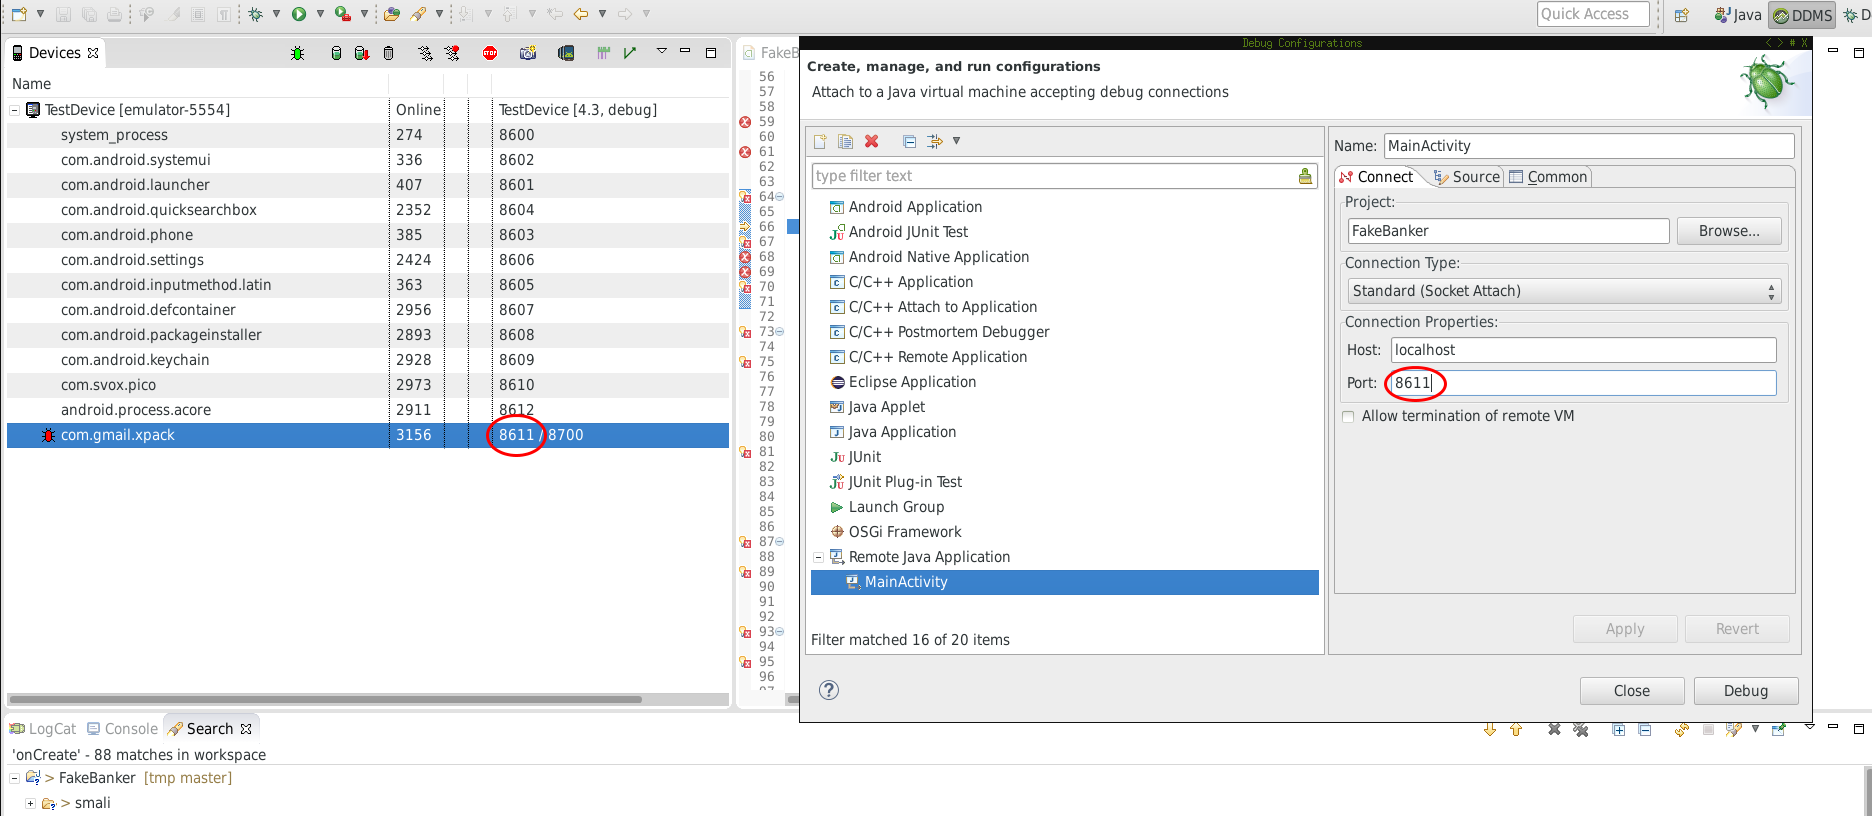 Quick Access
Java
DDMS
D
Devices
Name
TestDevice [emulator-5554] Online TestDevice [4.3, debug]
system_process 274 8600
com.android.systemui 336 8602
com.android.launcher 407 8601
com.android.quicksearchbox 2352 8604
com.android.phone 385 8603
com.android.settings 2424 8606
com.android.inputmethod.latin 363 8605
com.android.defcontainer 2956 8607
com.android.packageinstaller 2893 8608
com.android.keychain 2928 8609
com.svox.pico 2973 8610
android.process.acore 2911 8612
com.gmail.xpack 3156 8611 / 8700
FakeB
56
57
58
59
60
61
62
63
64
65
66
67
68
69
70
71
72
73
74
75
76
77
78
79
80
81
82
83
84
85
86
87
88
89
90
91
92
93
94
95
96
97
Debug Configurations
Create, manage, and run configurations
Attach to a Java virtual machine accepting debug connections
type filter text
Android Application
Android JUnit Test
Android Native Application
C/C++ Application
C/C++ Attach to Application
C/C++ Postmortem Debugger
C/C++ Remote Application
Eclipse Application
Java Applet
Java Application
JUnit
JUnit Plug-in Test
Launch Group
OSGi Framework
Remote Java Application
MainActivity
Filter matched 16 of 20 items
Name: MainActivity
Connect Source Common
Project:
FakeBanker Browse...
Connection Type:
Standard (Socket Attach)
Connection Properties:
Host: localhost
Port: 8611
Allow termination of remote VM
Apply Revert
Close Debug
LogCat Console Search
'onCreate' - 88 matches in workspace
> FakeBanker [tmp master]
> smali